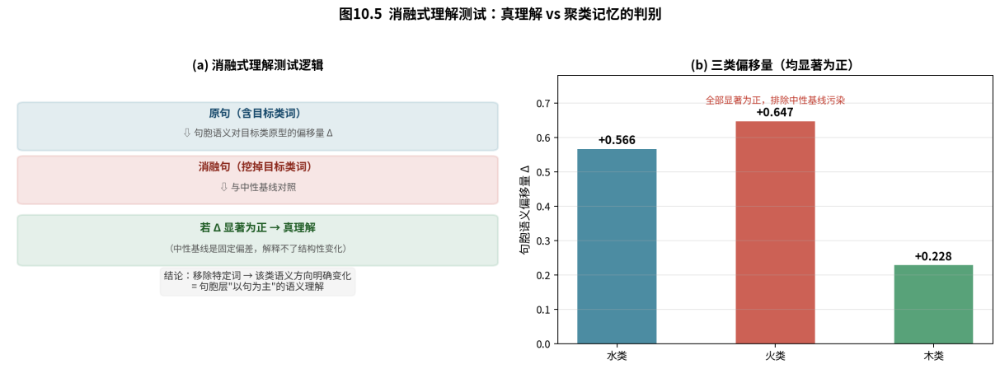 图10.5 消融式理解测试：真理解 vs 聚类记忆的判别
(a) 消融式理解测试逻辑
原句（含目标类词）
⇩ 句胞语义对目标类原型的偏移量 Δ
消融句（挖掉目标类词）
⇩ 与中性基线对照
若 Δ 显著为正 → 真理解
（中性基线是固定偏差，解释不了结构性变化）
结论：移除特定词 → 该类语义方向明确变化
= 句胞层"以句为主"的语义理解
(b) 三类偏移量（均显著为正）
全部显著为正，排除中性基线污染
句胞语义偏移量 Δ
0.7
0.6
0.5
0.4
0.3
0.2
0.1
0.0
+0.566
+0.647
+0.228
水类
火类
木类